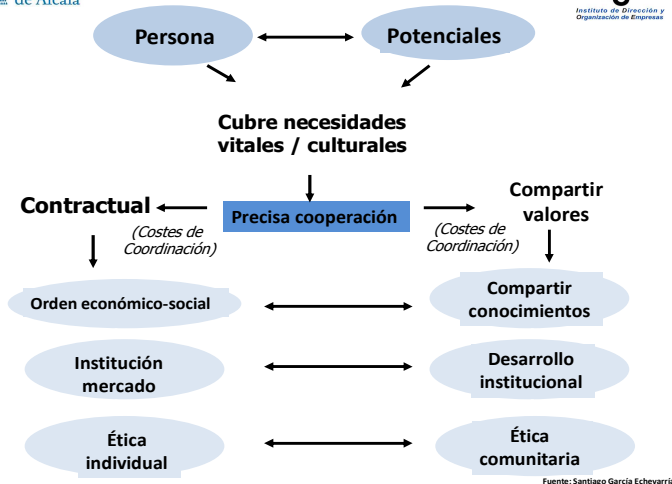 de Alcalá
Instituto de Dirección y
Organización de Empresas
Persona
Potenciales
Cubre necesidades
vitales / culturales
Contractual
Precisa cooperación
Compartir
valores
(Costes de
Coordinación)
(Costes de
Coordinación)
Orden económico-social
Compartir
conocimientos
Institución
mercado
Desarrollo
institucional
Ética
individual
Ética
comunitaria
Fuente: Santiago García Echevarría